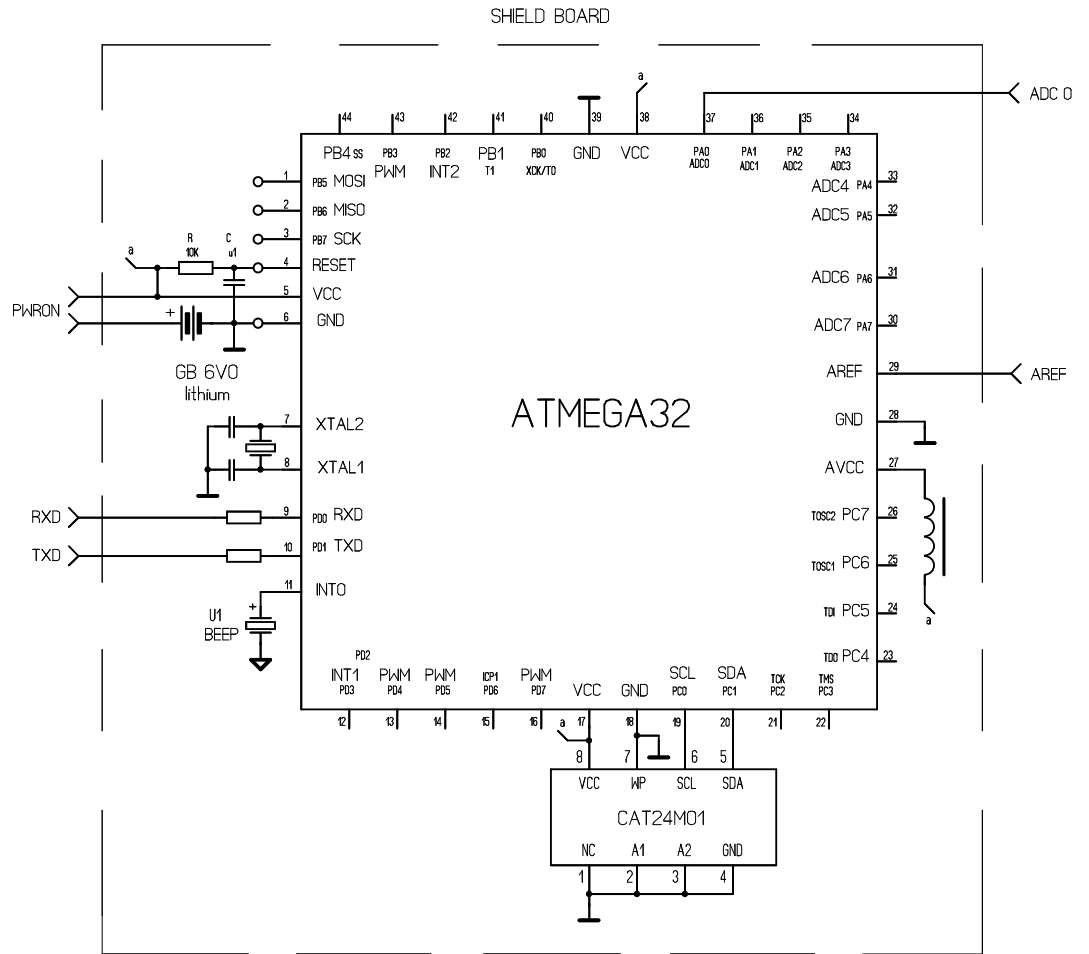 SHIELD BOARD
a
ADC 0
44 43 42 41 40 39 38 37 36 35 34
PB4 SS PB3 PB2 PB1 PB0 GND VCC PA0 PA1 PA2 PA3
PWM INT2 T1 XCK/T0 ADC0 ADC1 ADC2 ADC3
1 PB5 MOSI
ADC4 PA4 33
2 PB6 MISO
ADC5 PA5 32
3 PB7 SCK
R C
10K u1
a
4 RESET
ADC6 PA6 31
5 VCC
PWRON
+
6 GND
ADC7 PA7 30
GB 6V0
lithium
AREF 29 AREF
ATMEGA32
7 XTAL2
GND 28
8 XTAL1
AVCC 27
RXD 9 PD0 RXD
TOSC2 PC7 26
TXD 10 PD1 TXD
TOSC1 PC6 25
11 INT0
TDI PC5 24
a
U1 +
BEEP
TDO PC4 23
PD2
INT1 PWM PWM ICP1 PWM VCC GND SCL SDA TCK TMS
PD3 PD4 PD5 PD6 PD7 PC0 PC1 PC2 PC3
12 13 14 15 16 17 18 19 20 21 22
a
8 7 6 5
VCC WP SCL SDA
CAT24M01
NC A1 A2 GND
1 2 3 4